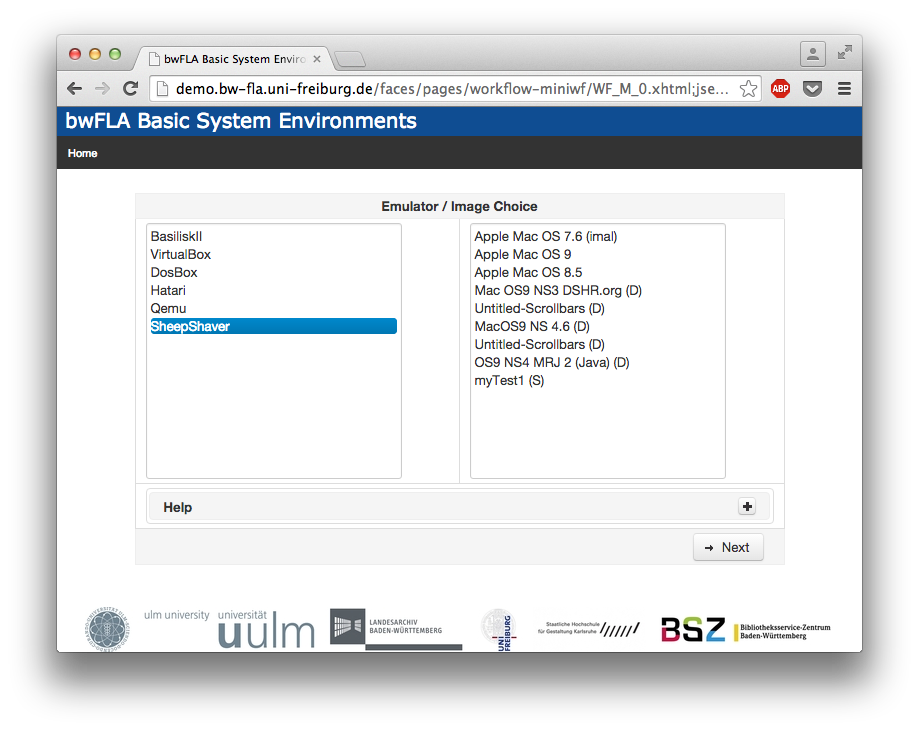 bwFLA Basic System Enviro
demo.bw-fla.uni-freiburg.de/faces/pages/workflow-miniwf/WF_M_0.xhtml;jse...
ABP
bwFLA Basic System Environments
Home
Emulator / Image Choice
BasiliskII
VirtualBox
DosBox
Hatari
Qemu
SheepShaver
Apple Mac OS 7.6 (imal)
Apple Mac OS 9
Apple Mac OS 8.5
Mac OS9 NS3 DSHR.org (D)
Untitled-Scrollbars (D)
MacOS9 NS 4.6 (D)
Untitled-Scrollbars (D)
OS9 NS4 MRJ 2 (Java) (D)
myTest1 (S)
Help
Next
ulm university universität
uulm
LANDESARCHIV
BADEN-WÜRTTEMBERG
UNI
FREIBURG
Staatliche Hochschule
für Gestaltung Karlsruhe
BSZ
Bibliotheksservice-Zentrum
Baden-Württemberg